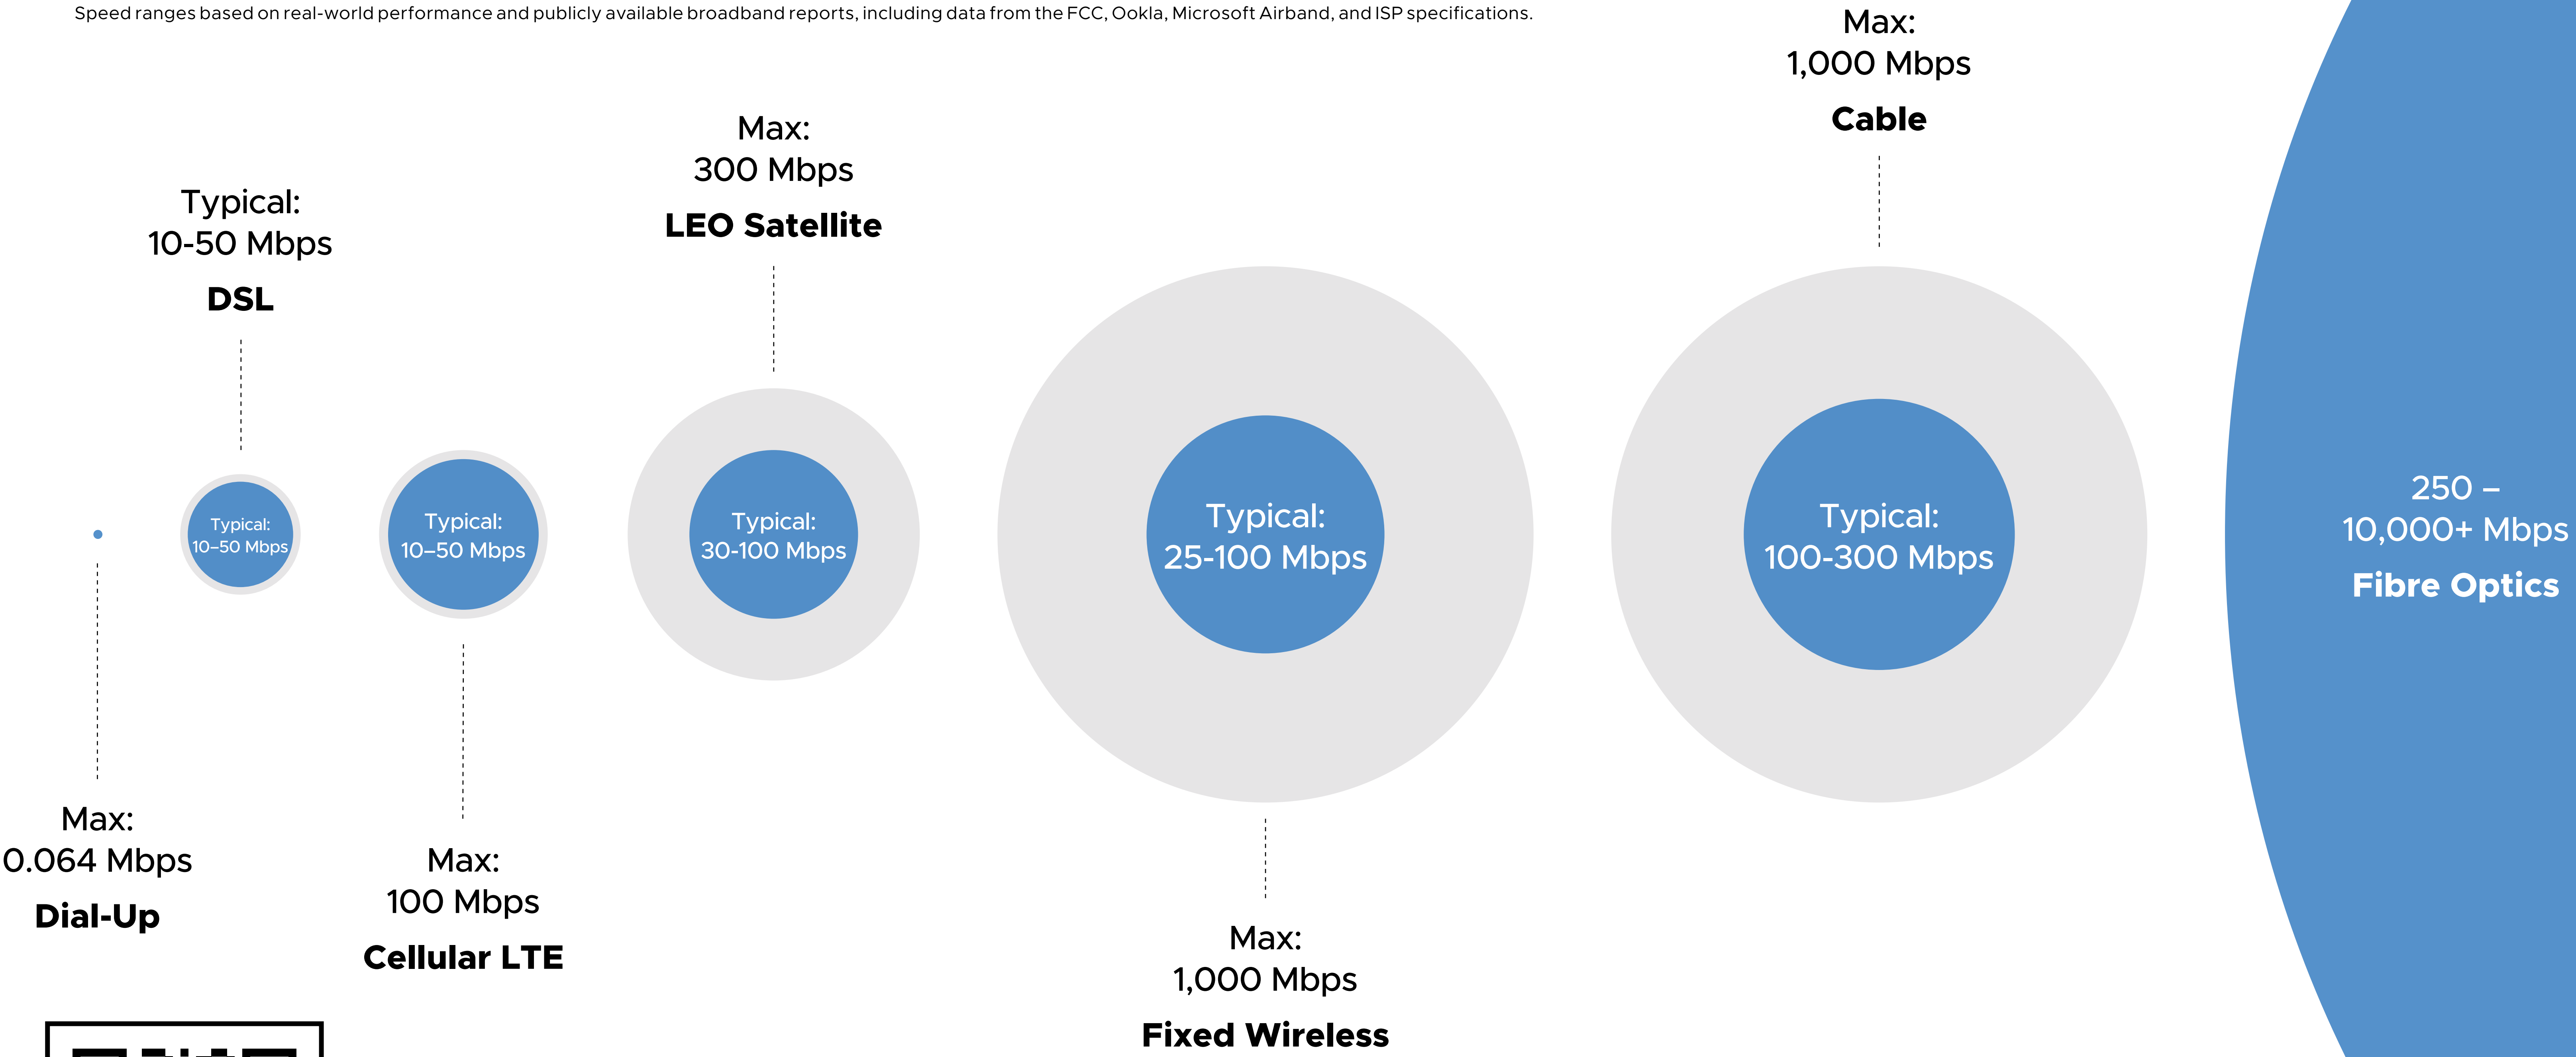 Speed ranges based on real-world performance and publicly available broadband reports, including data from the FCC, Ookla, Microsoft Airband, and ISP specifications.
Max:
0.064 Mbps
Dial-Up
Typical:
10-50 Mbps
DSL
Typical:
10–50 Mbps
Typical:
10–50 Mbps
Max:
100 Mbps
Cellular LTE
Max:
300 Mbps
LEO Satellite
Typical:
30-100 Mbps
Typical:
25-100 Mbps
Max:
1,000 Mbps
Fixed Wireless
Max:
1,000 Mbps
Cable
Typical:
100-300 Mbps
250 –
10,000+ Mbps
Fibre Optics